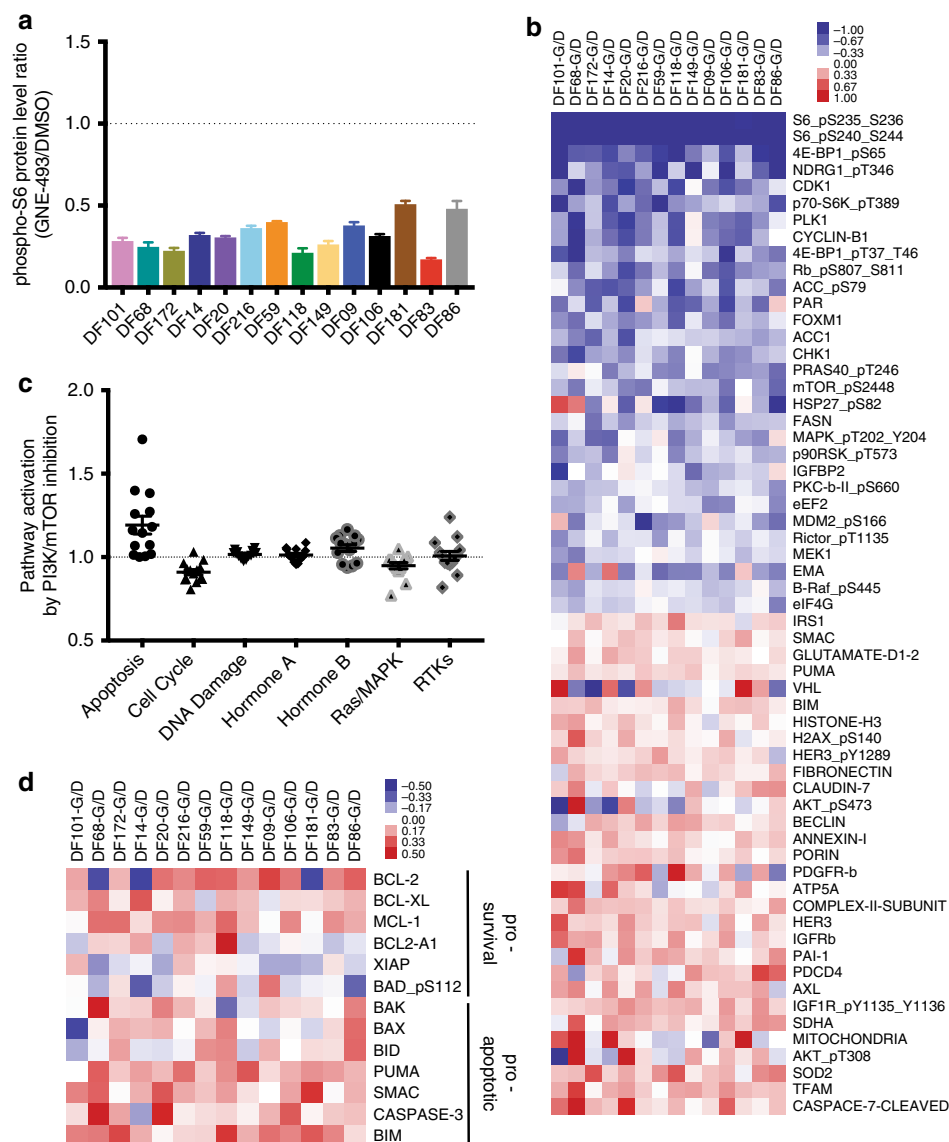 a
phospho-S6 protein level ratio
(GNE-493/DMSO)
1.5
1.0
0.5
0.0
DF101
DF68
DF172
DF14
DF20
DF216
DF59
DF118
DF149
DF09
DF106
DF181
DF83
DF86
b
DF101-G/D
DF68-G/D
DF172-G/D
DF14-G/D
DF20-G/D
DF216-G/D
DF59-G/D
DF118-G/D
DF149-G/D
DF09-G/D
DF106-G/D
DF181-G/D
DF83-G/D
DF86-G/D
−1.00
−0.67
−0.33
0.00
0.33
0.67
1.00
S6_pS235_S236
S6_pS240_S244
4E-BP1_pS65
NDRG1_pT346
CDK1
p70-S6K_pT389
PLK1
CYCLIN-B1
4E-BP1_pT37_T46
Rb_pS807_S811
ACC_pS79
PAR
FOXM1
ACC1
CHK1
PRAS40_pT246
mTOR_pS2448
HSP27_pS82
FASN
MAPK_pT202_Y204
p90RSK_pT573
IGFBP2
PKC-b-II_pS660
eEF2
MDM2_pS166
Rictor_pT1135
MEK1
EMA
B-Raf_pS445
eIF4G
IRS1
SMAC
GLUTAMATE-D1-2
PUMA
VHL
BIM
HISTONE-H3
H2AX_pS140
HER3_pY1289
FIBRONECTIN
CLAUDIN-7
AKT_pS473
BECLIN
ANNEXIN-I
PORIN
PDGFR-b
ATP5A
COMPLEX-II-SUBUNIT
HER3
IGFRb
PAI-1
PDCD4
AXL
IGF1R_pY1135_Y1136
SDHA
MITOCHONDRIA
AKT_pT308
SOD2
TFAM
CASPACE-7-CLEAVED
c
Pathway activation
by PI3K/mTOR inhibition
2.0
1.5
1.0
0.5
Apoptosis
Cell Cycle
DNA Damage
Hormone A
Hormone B
Ras/MAPK
RTKs
d
DF101-G/D
DF68-G/D
DF172-G/D
DF14-G/D
DF20-G/D
DF216-G/D
DF59-G/D
DF118-G/D
DF149-G/D
DF09-G/D
DF106-G/D
DF181-G/D
DF83-G/D
DF86-G/D
−0.50
−0.33
−0.17
0.00
0.17
0.33
0.50
BCL-2
BCL-XL
MCL-1
BCL2-A1
XIAP
BAD_pS112
BAK
BAX
BID
PUMA
SMAC
CASPASE-3
BIM
pro -
survival
pro -
apoptotic